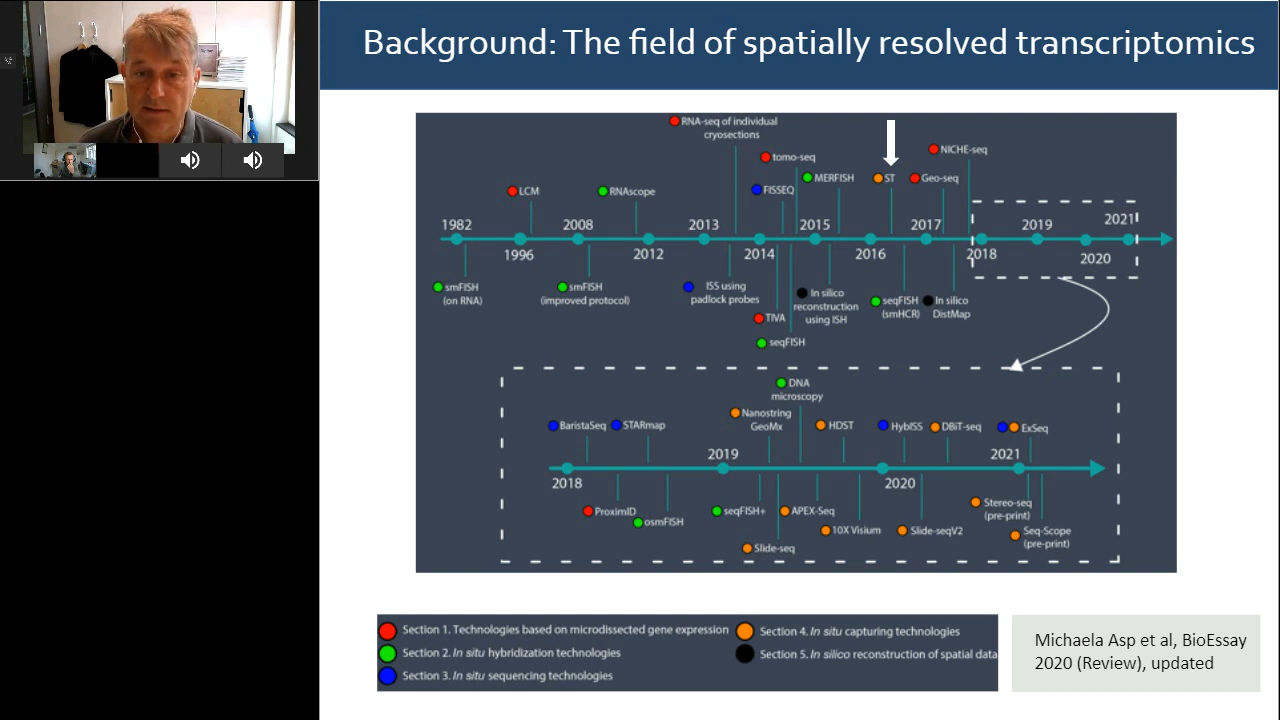 Background: The field of spatially resolved transcriptomics
RNA-seq of individual
cryosections
tomo-seq
NICHE-seq
LCM
RNAscope
FISSEQ
MERFISH
ST
Geo-seq
1982
2008
2013
2015
2017
2019
2021
1996
2012
2014
2016
2018
2020
smFISH
(on RNA)
smFISH
(improved protocol)
ISS using
padlock probes
TIVA
seqFISH
In silico
reconstruction
using ISH
seqFISH
(smHCR)
In silico
DistMap
DNA
microscopy
BaristaSeq
STARmap
Nanostring
GeoMx
HDST
HybISS
DBiT-seq
ExSeq
2019
2021
2018
2020
ProximID
osmFISH
seqFISH+
Slide-seq
APEX-Seq
10X Visium
Slide-seqV2
Stereo-seq
(pre-print)
Seq-Scope
(pre-print)
Section 1. Technologies based on microdissected gene expression
Section 2. In situ hybridization technologies
Section 3. In situ sequencing technologies
Section 4. In situ capturing technologies
Section 5. In silico reconstruction of spatial data
Michaela Asp et al, BioEssay
2020 (Review), updated